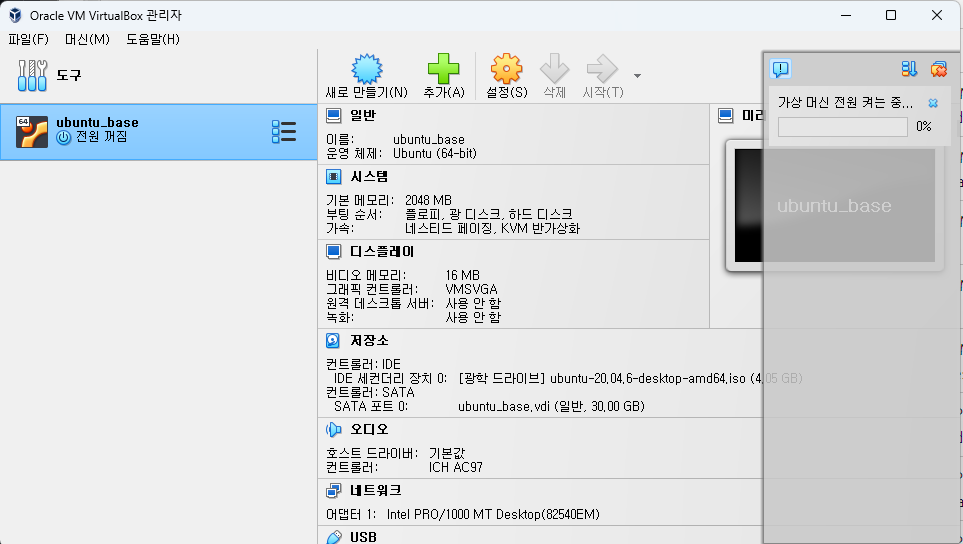 Oracle VM VirtualBox 관리자
파일(F) 머신(M) 도움말(H)
도구
새로 만들기(N) 추가(A) 설정(S) 삭제 시작(T)
64
ubuntu_base
전원 꺼짐
일반
이름: ubuntu_base
운영 체제: Ubuntu (64-bit)
시스템
기본 메모리: 2048 MB
부팅 순서: 플로피, 광 디스크, 하드 디스크
가속: 네스티드 페이징, KVM 반가상화
디스플레이
비디오 메모리: 16 MB
그래픽 컨트롤러: VMSVGA
원격 데스크톱 서버: 사용 안 함
녹화: 사용 안 함
저장소
컨트롤러: IDE
IDE 세컨더리 장치 0: [광학 드라이브] ubuntu-20.04.6-desktop-amd64.iso (4.05 GB)
컨트롤러: SATA
SATA 포트 0: ubuntu_base.vdi (일반, 30.00 GB)
오디오
호스트 드라이버: 기본값
컨트롤러: ICH AC97
네트워크
어댑터 1: Intel PRO/1000 MT Desktop(82540EM)
USB
미리
ubuntu_base
가상 머신 전원 켜는 중...
0%